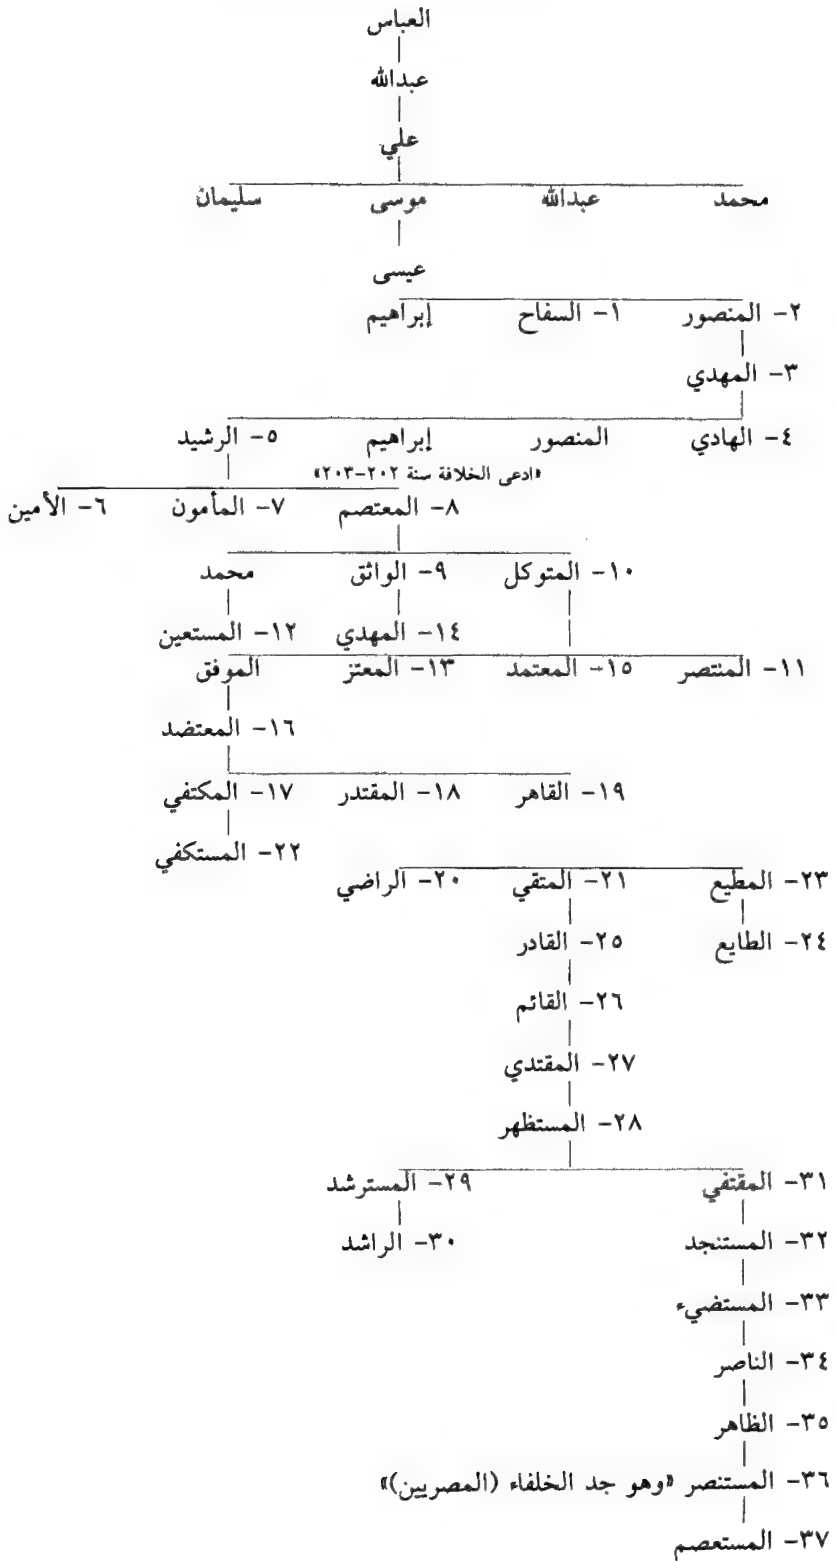 العباس
عبدالله
علي
محمد عبدالله موسى سليمان
عيسى
٢- المنصور ١- السفاح إبراهيم
٣- المهدي
٤- الهادي المنصور إبراهيم ٥- الرشيد
«ادعى الخلافة سنة ٢٠٢-٢٠٣»
٨- المعتصم ٧- المأمون ٦- الأمين
١٠- المتوكل ٩- الواثق محمد
١٤- المهدي ١٢- المستعين
١١- المنتصر ١٥- المعتمد ١٣- المعتز الموفق
١٦- المعتضد
١٩- القاهر ١٨- المقتدر ١٧- المكتفي
٢٢- المستكفي
٢٣- المطيع ٢١- المتقي ٢٠- الراضي
٢٤- الطايع ٢٥- القادر
٢٦- القائم
٢٧- المقتدي
٢٨- المستظهر
٣١- المقتفي ٢٩- المسترشد
٣٢- المستنجد ٣٠- الراشد
٣٣- المستضيء
٣٤- الناصر
٣٥- الظاهر
٣٦- المستنصر «وهو جد الخلفاء (المصريين)»
٣٧- المستعصم